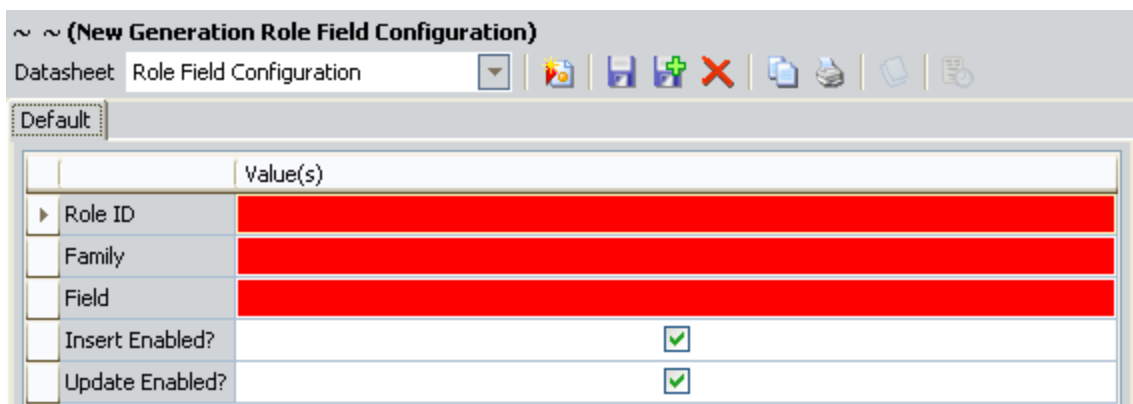 ~ ~ (New Generation Role Field Configuration)
Datasheet Role Field Configuration
Default
Value(s)
Role ID
Family
Field
Insert Enabled?
Update Enabled?